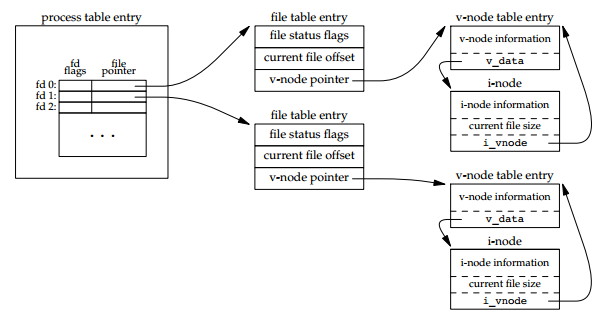 process table entry
fd
flags
file
pointer
fd 0:
fd 1:
fd 2:
. . .
file table entry
file status flags
current file offset
v-node pointer
file table entry
file status flags
current file offset
v-node pointer
v-node table entry
v-node information
v_data
i-node
i-node information
current file size
i_vnode
v-node table entry
v-node information
v_data
i-node
i-node information
current file size
i_vnode